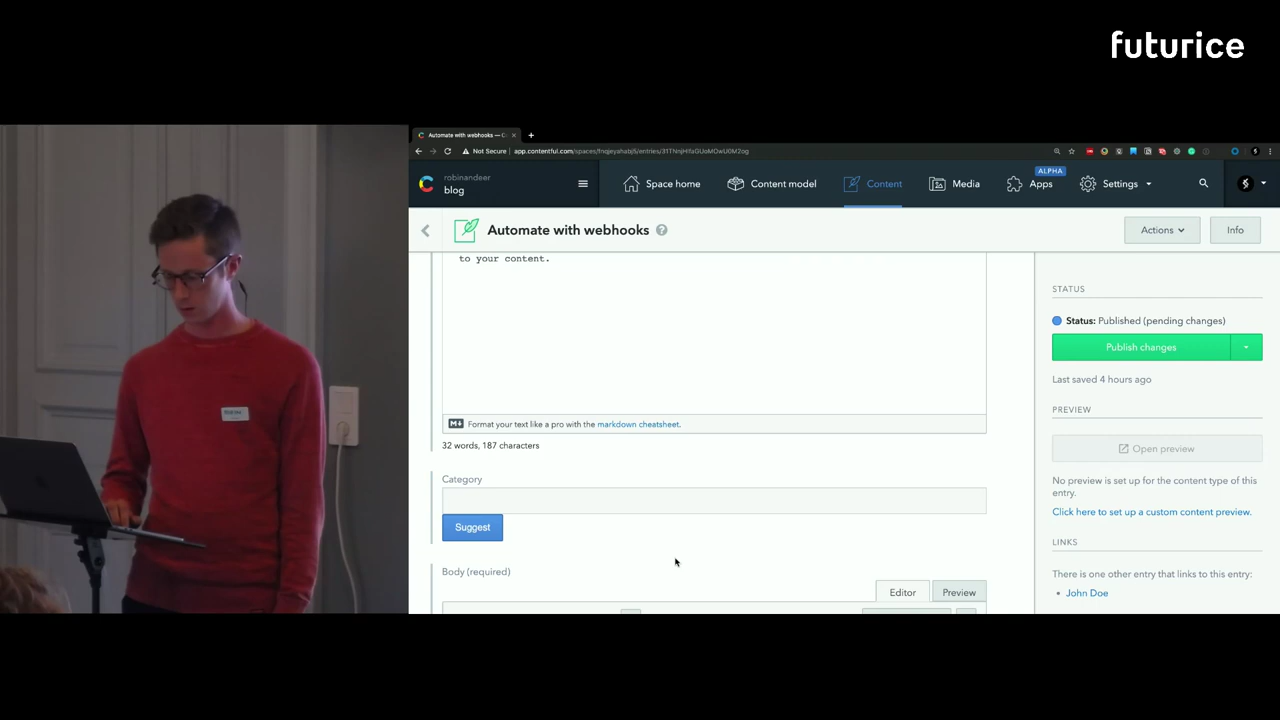 futurice
Automate with webhooks — C
Not Secure
robinandeer
blog
Space home
Content model
Content
Media
ALPHA
Apps
Settings
Automate with webhooks
Actions
Info
to your content.
M↓ Format your text like a pro with the markdown cheatsheet.
32 words, 187 characters
Category
Suggest
Body (required)
Editor
Preview
STATUS
Status: Published (pending changes)
Publish changes
Last saved 4 hours ago
PREVIEW
Open preview
No preview is set up for the content type of this
entry.
Click here to set up a custom content preview.
LINKS
There is one other entry that links to this entry:
John Doe